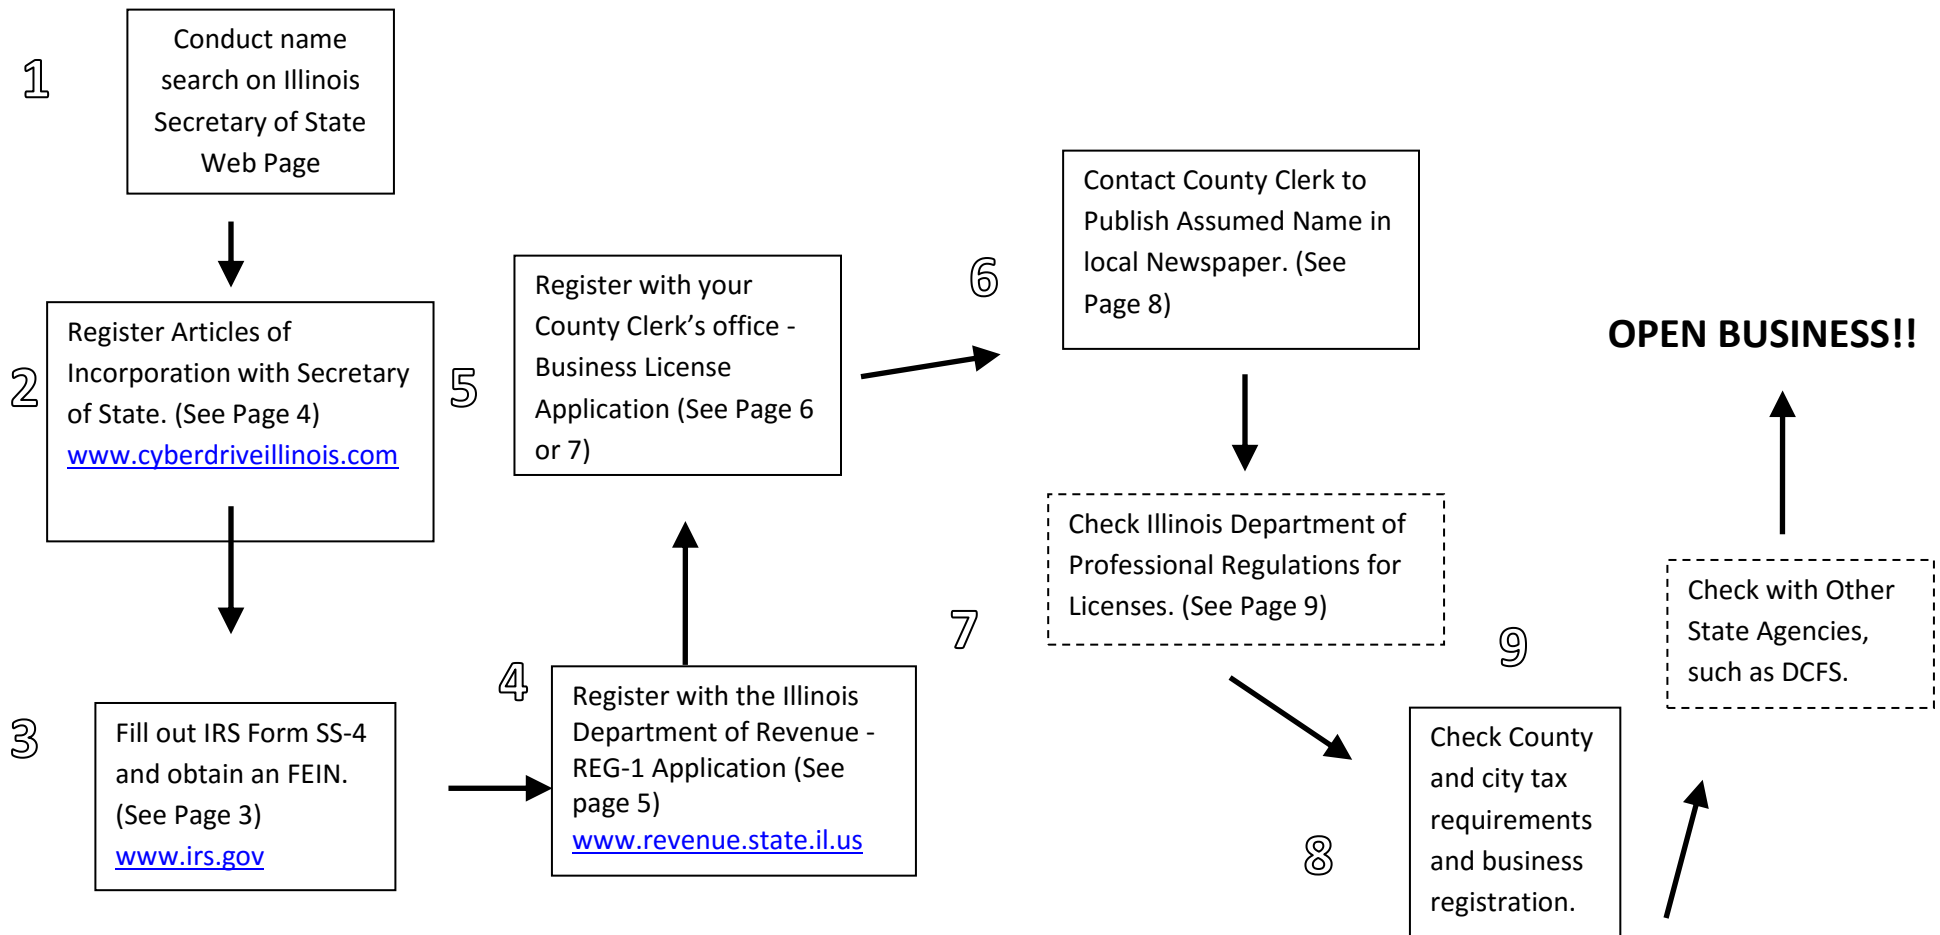 1
Conduct name
search on Illinois
Secretary of State
Web Page
2
Register Articles of
Incorporation with Secretary
of State. (See Page 4)
www.cyberdriveillinois.com
3
Fill out IRS Form SS-4
and obtain an FEIN.
(See Page 3)
www.irs.gov
4
Register with the Illinois
Department of Revenue -
REG-1 Application (See
page 5)
www.revenue.state.il.us
5
Register with your
County Clerk’s office -
Business License
Application (See Page 6
or 7)
6
Contact County Clerk to
Publish Assumed Name in
local Newspaper. (See
Page 8)
7
Check Illinois Department of
Professional Regulations for
Licenses. (See Page 9)
8
Check County
and city tax
requirements
and business
registration.
9
Check with Other
State Agencies,
such as DCFS.
OPEN BUSINESS!!